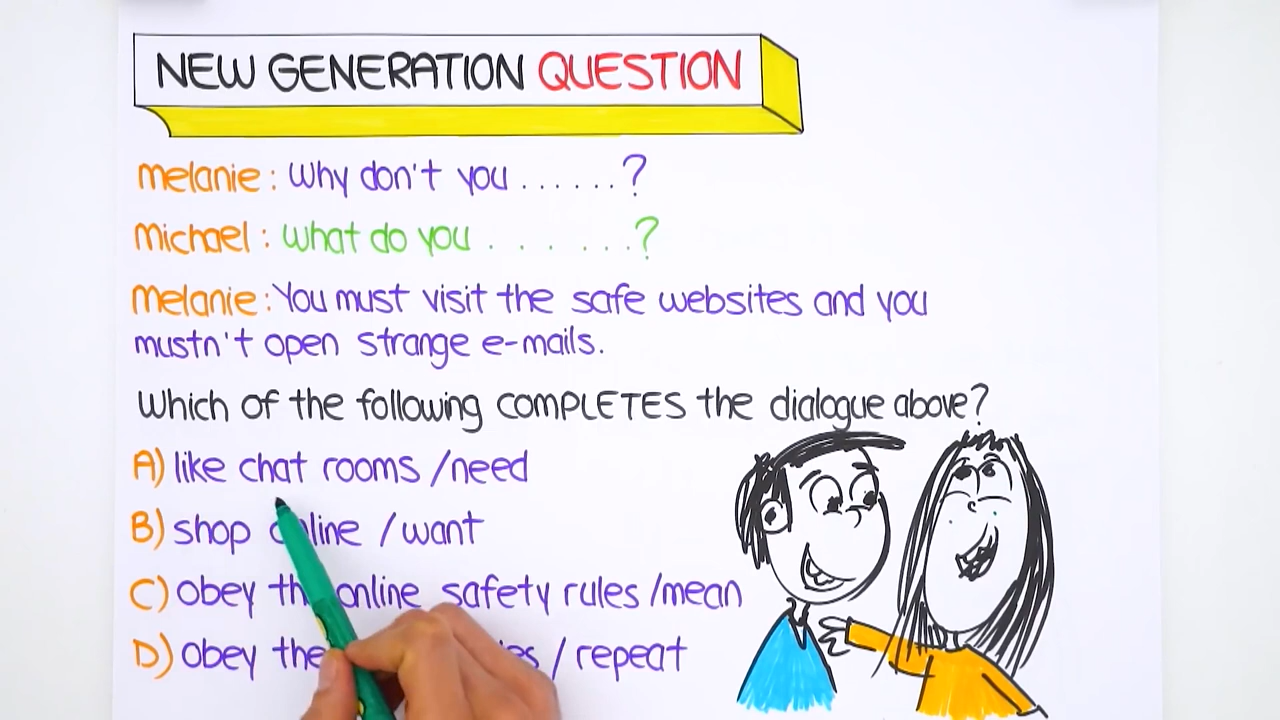 NEW GENERATION QUESTION
melanie: Why don't you ......?
michael: what do you . . . ...?
melanie: You must visit the safe websites and you
mustn't open strange e-mails.
Which of the following COMPLETES the dialogue above?
A) like chat rooms /need
B) shop online / want
C) obey the online safety rules /mean
D) obey the / repeat